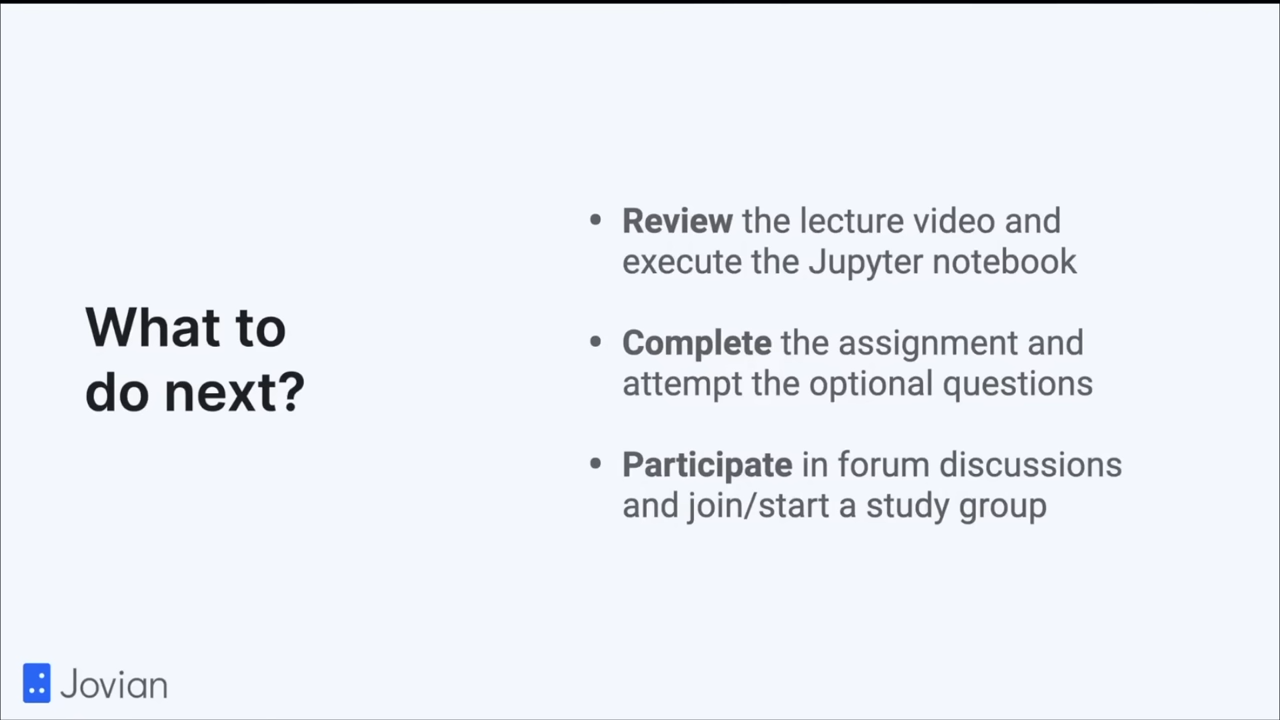 What to
do next?
• Review the lecture video and
execute the Jupyter notebook
• Complete the assignment and
attempt the optional questions
• Participate in forum discussions
and join/start a study group
Jovian